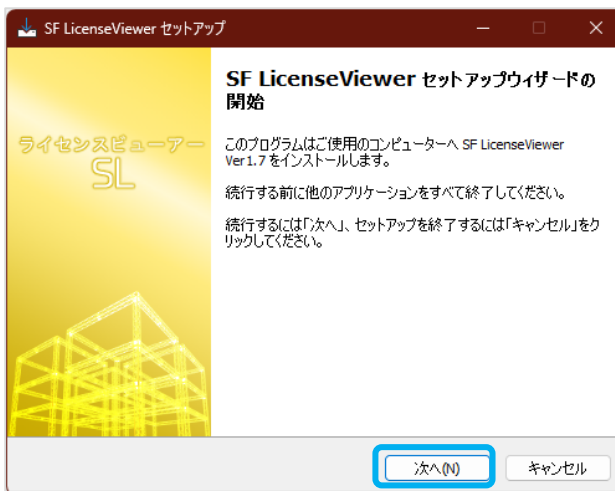 SF LicenseViewer セットアップ
SF LicenseViewer セットアップウィザードの
開始
ライセンスビューアー
SL
このプログラムはご使用のコンピューターへ SF LicenseViewer
Ver1.7 をインストールします。
続行する前に他のアプリケーションをすべて終了してください。
続行するには「次へ」、セットアップを終了するには「キャンセル」をク
リックしてください。
次へ(N)
キャンセル